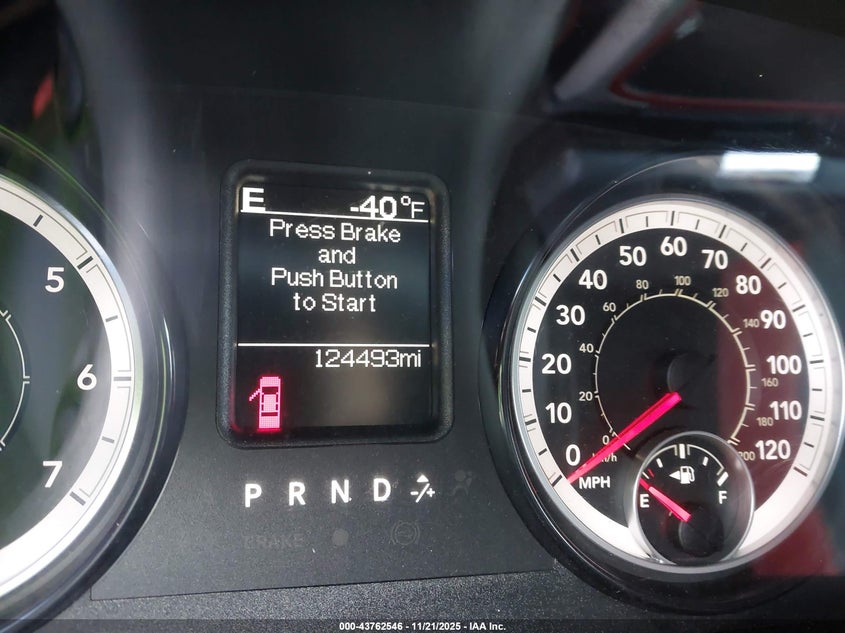 E -40°F
Press Brake
and
Push Button
to Start
124493mi
P R N D -/+
BRAKE
5
6
7
0 10 20 30 40 50 60 70 80 90 100 110 120
0 20 40 60 80 100 120 140 160 180 200
km/h
MPH
E F
000-43762546 - 11/21/2025 - IAA Inc.